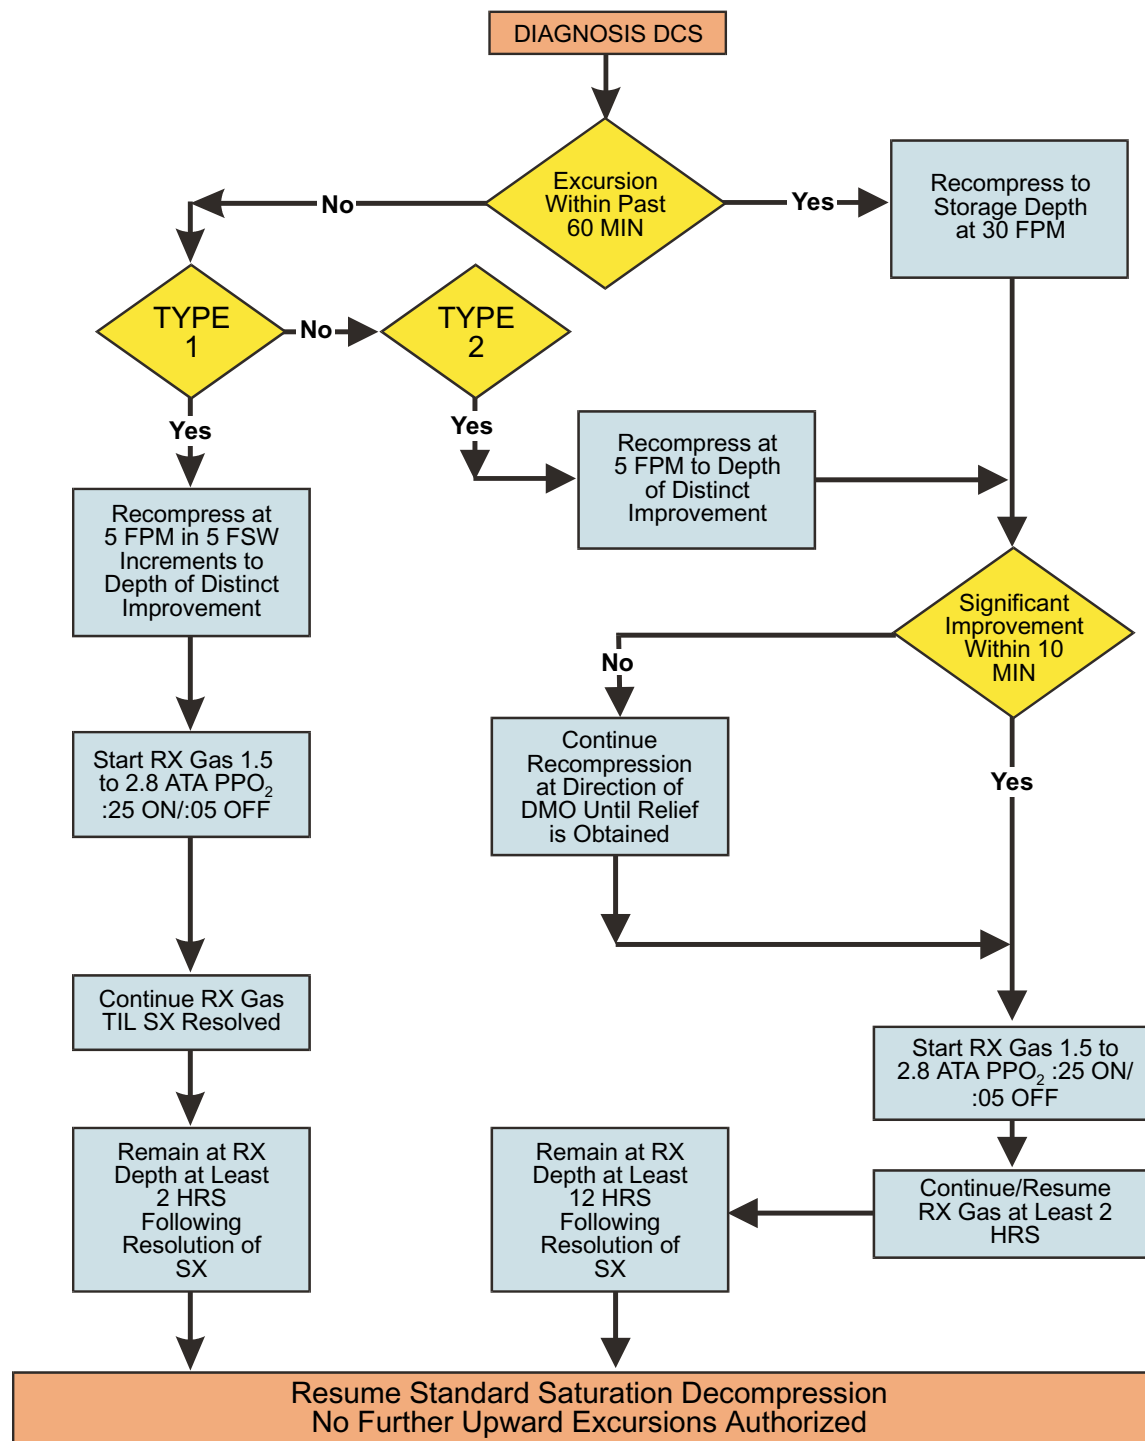 DIAGNOSIS DCS
Excursion
Within Past
60 MIN
No
Yes
Recompress to
Storage Depth
at 30 FPM
TYPE
1
No
TYPE
2
Yes
Yes
Recompress at
5 FPM to Depth
of Distinct
Improvement
Recompress at
5 FPM in 5 FSW
Increments to
Depth of Distinct
Improvement
Significant
Improvement
Within 10
MIN
No
Yes
Continue
Recompression
at Direction of
DMO Until Relief
is Obtained
Start RX Gas 1.5
to 2.8 ATA PPO₂
:25 ON/:05 OFF
Continue RX Gas
TIL SX Resolved
Start RX Gas 1.5 to
2.8 ATA PPO₂ :25 ON/
:05 OFF
Remain at RX
Depth at Least
2 HRS
Following
Resolution of
SX
Remain at RX
Depth at Least
12 HRS
Following
Resolution of
SX
Continue/Resume
RX Gas at Least 2
HRS
Resume Standard Saturation Decompression
No Further Upward Excursions Authorized